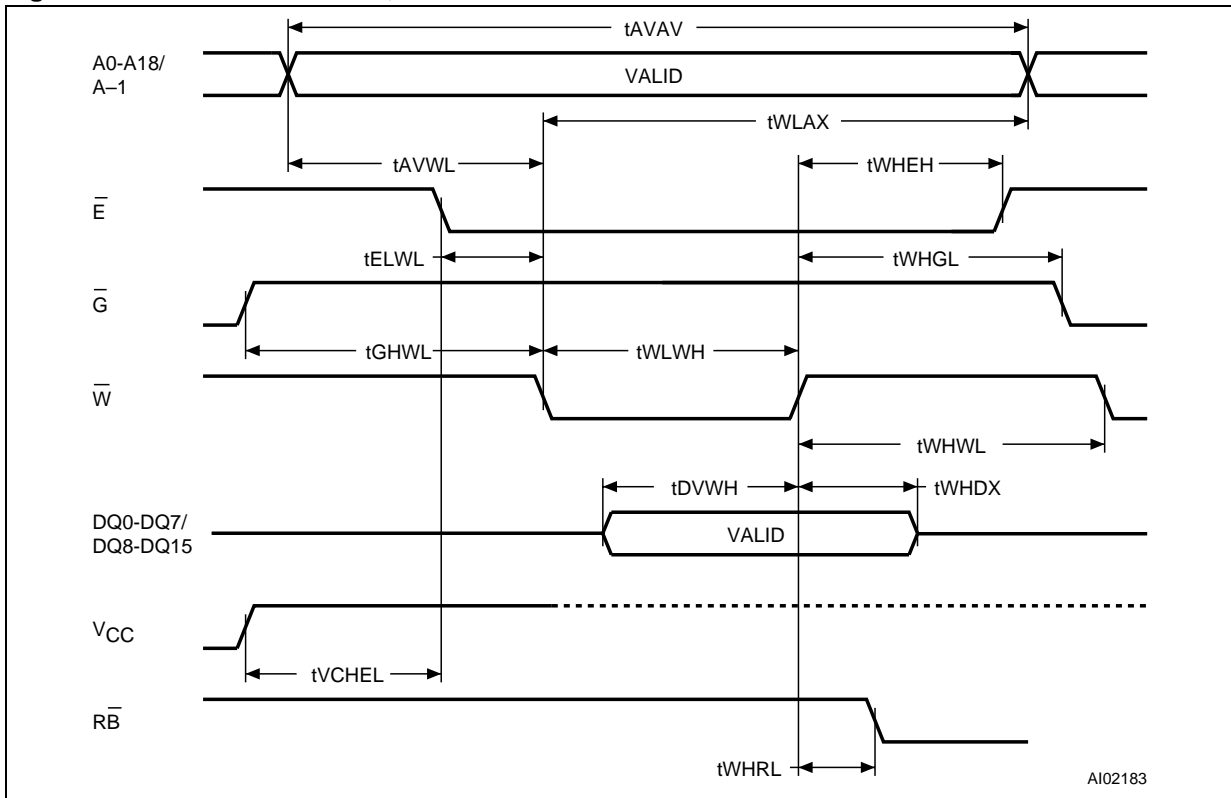 tAVAV
A0-A18/
A–1
VALID
tWLAX
tAVWL
tWHEH
E̅
tELWL
tWHGL
G̅
tGHWL
tWLWH
W̅
tWHWL
tDVWH
tWHDX
DQ0-DQ7/
DQ8-DQ15
VALID
VCC
tVCHEL
RB̅
tWHRL
AI02183